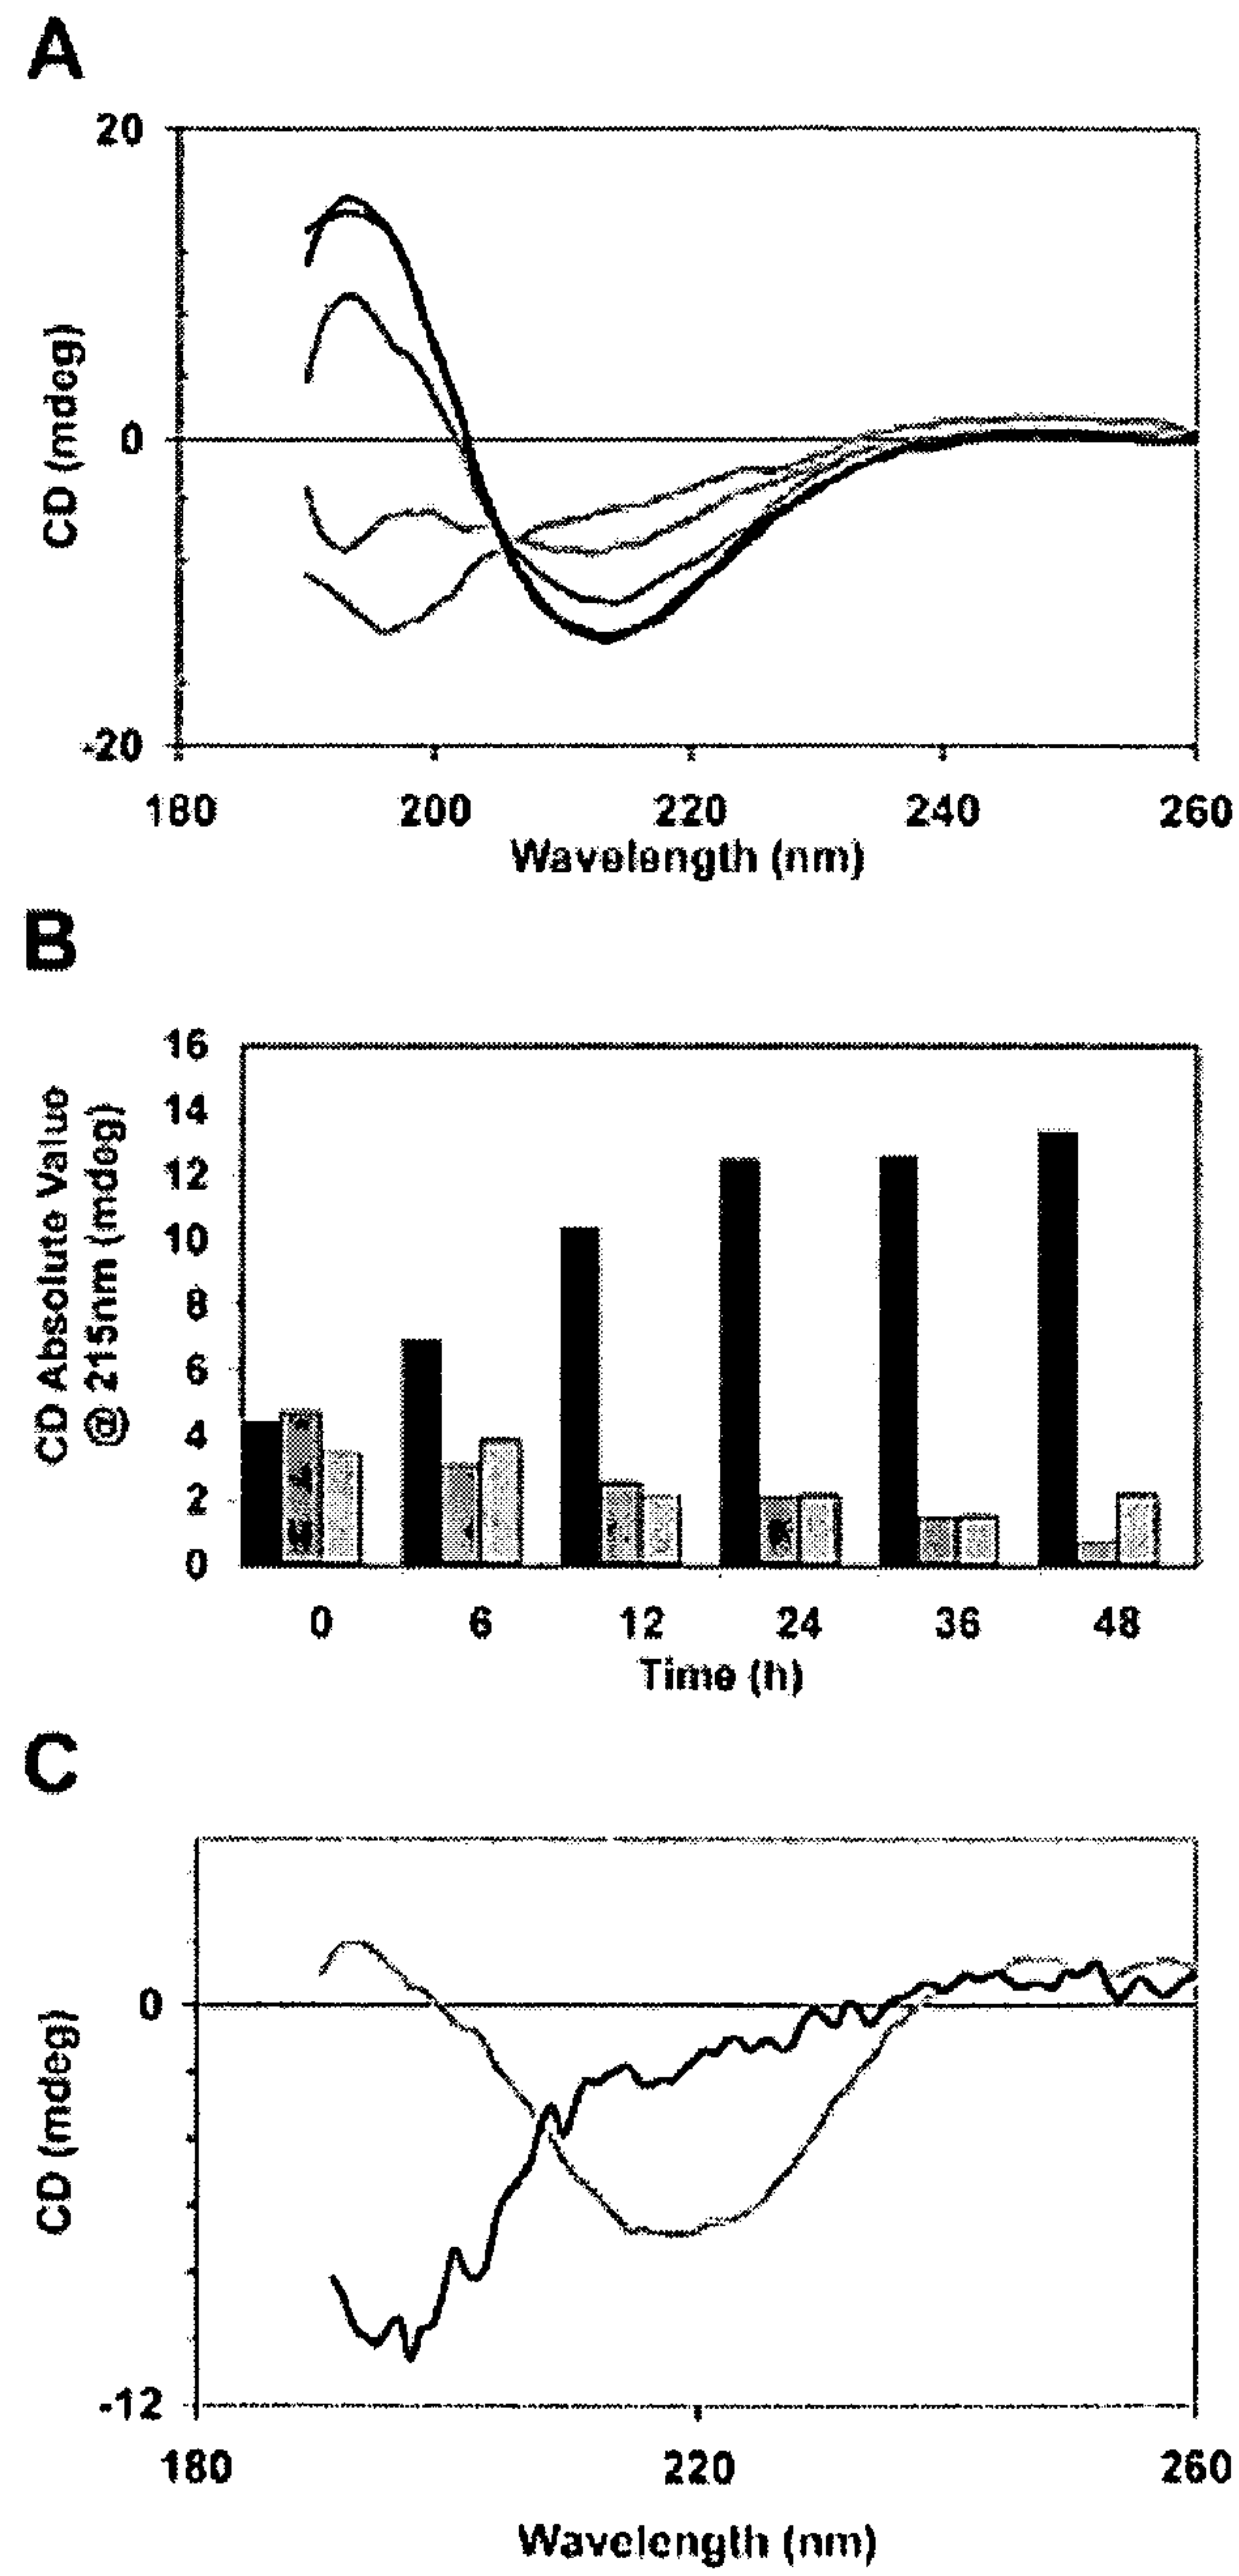 A
20
0
-20
CD (mdeg)
180 200 220 240 260
Wavelength (nm)
B
16
14
12
10
8
6
4
2
0
CD Absolute Value
@ 215nm (mdeg)
0 6 12 24 36 48
Time (h)
C
0
-12
CD (mdeg)
180 220 260
Wavelength (nm)